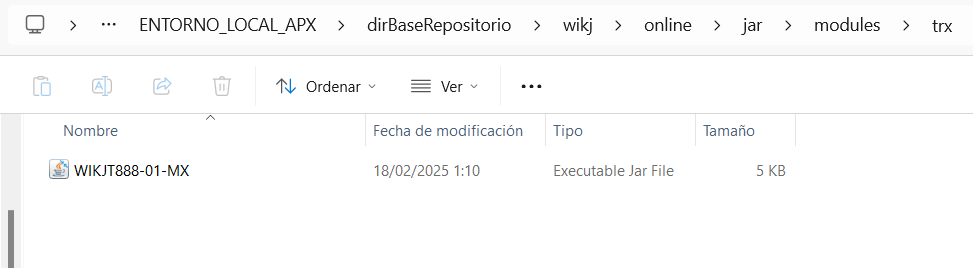 ··· ENTORNO_LOCAL_APX > dirBaseRepositorio > wikj > online > jar > modules > trx
Ordenar Ver ···
Nombre Fecha de modificación Tipo Tamaño
WIKJT888-01-MX 18/02/2025 1:10 Executable Jar File 5 KB